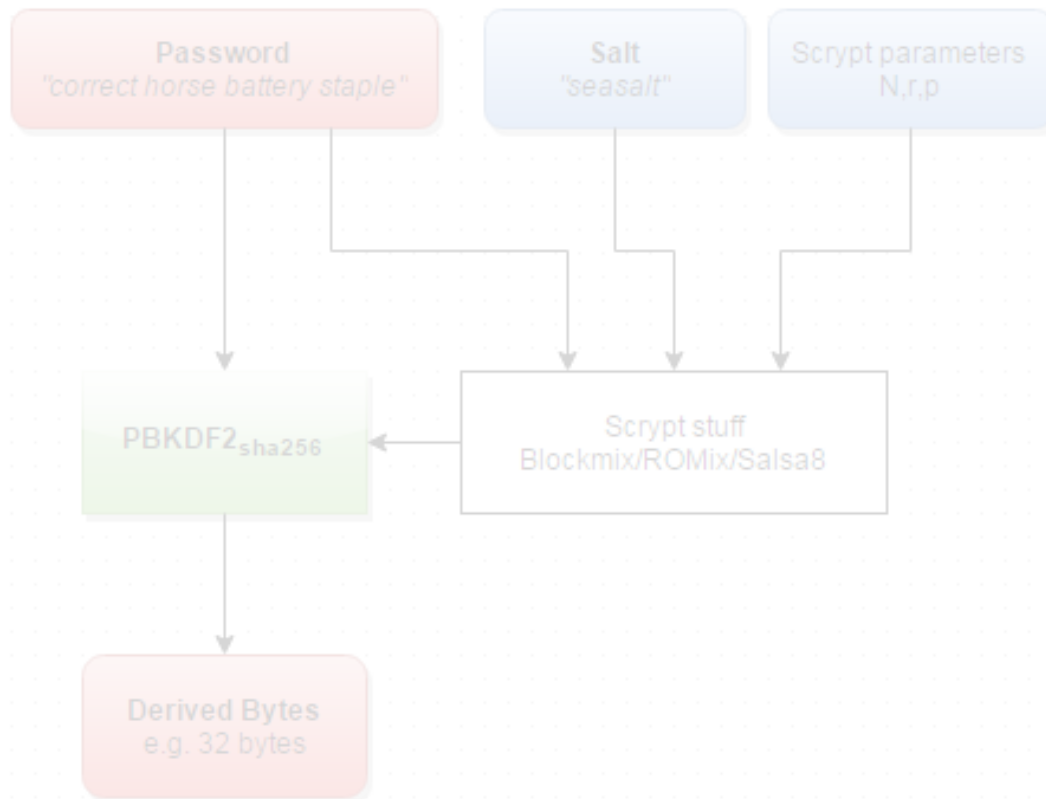 Password
"correct horse battery staple"
Salt
"seasalt"
Scrypt parameters
N,r,p
PBKDF2sha256
Scrypt stuff
Blockmix/ROMix/Salsa8
Derived Bytes
e.g. 32 bytes